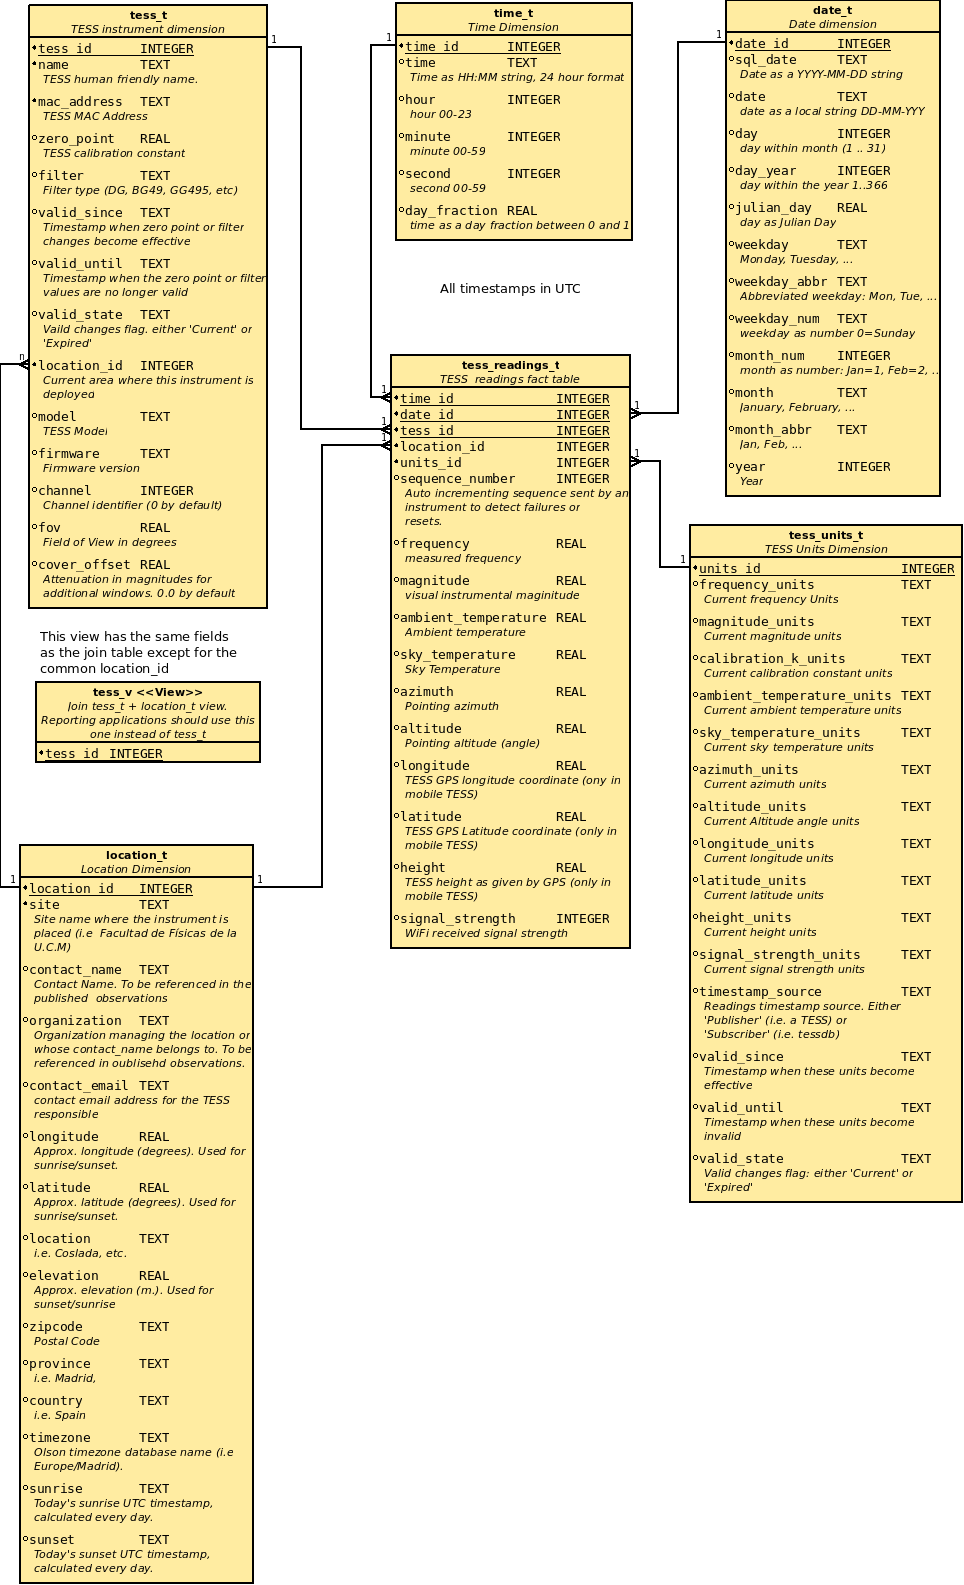 tess_t
TESS instrument dimension
tess_id INTEGER
name TEXT
TESS human friendly name.
mac_address TEXT
TESS MAC Address
zero_point REAL
TESS calibration constant
filter TEXT
Filter type (DG, BG49, GG495, etc)
valid_since TEXT
Timestamp when zero point or filter
changes become effective
valid_until TEXT
Timestamp when the zero point or filter
values are no longer valid
valid_state TEXT
Vaild changes flag. either 'Current' or
'Expired'
location_id INTEGER
Current area where this instrument is
deployed
model TEXT
TESS Model
firmware TEXT
Firmware version
channel INTEGER
Channel identifier (0 by default)
fov REAL
Field of View in degrees
cover_offset REAL
Attenuation in magnitudes for
additional windows. 0.0 by default
1
n
time_t
Time Dimension
1
time_id INTEGER
time TEXT
Time as HH:MM string, 24 hour format
hour INTEGER
hour 00-23
minute INTEGER
minute 00-59
second INTEGER
second 00-59
day_fraction REAL
time as a day fraction between 0 and 1
date_t
Date dimension
1
date_id INTEGER
sql_date TEXT
Date as a YYYY-MM-DD string
date TEXT
date as a local string DD-MM-YYY
day INTEGER
day within month (1 .. 31)
day_year INTEGER
day within the year 1..366
julian_day REAL
day as Julian Day
weekday TEXT
Monday, Tuesday, ...
weekday_abbr TEXT
Abbreviated weekday: Mon, Tue, ...
weekday_num TEXT
weekday as number 0=Sunday
month_num INTEGER
month as number: Jan=1, Feb=2, ..
month TEXT
January, February, ...
month_abbr TEXT
Jan, Feb, ...
year INTEGER
Year
All timestamps in UTC
tess_readings_t
TESS  readings fact table
1
1
1
1
1
time_id INTEGER
date_id INTEGER
tess_id INTEGER
location_id INTEGER
units_id INTEGER
sequence_number INTEGER
Auto incrementing sequence sent by an
instrument to detect failures or
resets.
frequency REAL
measured frequency
magnitude REAL
visual instrumental maginitude
ambient_temperature REAL
Ambient temperature
sky_temperature REAL
Sky Temperature
azimuth REAL
Pointing azimuth
altitude REAL
Pointing altitude (angle)
longitude REAL
TESS GPS longitude coordinate (ony in
mobile TESS)
latitude REAL
TESS GPS Latitude coordinate (only in
mobile TESS)
height REAL
TESS height as given by GPS (only in
mobile TESS)
signal_strength INTEGER
WiFi received signal strength
tess_units_t
TESS Units Dimension
1
units_id INTEGER
frequency_units TEXT
Current frequency Units
magnitude_units TEXT
Current magnitude units
calibration_k_units TEXT
Current calibration constant units
ambient_temperature_units TEXT
Current ambient temperature units
sky_temperature_units TEXT
Current sky temperature units
azimuth_units TEXT
Current azimuth units
altitude_units TEXT
Current Altitude angle units
longitude_units TEXT
Current longitude units
latitude_units TEXT
Current latitude units
height_units TEXT
Current height units
signal_strength_units TEXT
Current signal strength units
timestamp_source TEXT
Readings timestamp source. Either
'Publisher' (i.e. a TESS) or
'Subscriber' (i.e. tessdb)
valid_since TEXT
Timestamp when these units become
effective
valid_until TEXT
Timestamp when these units become
invalid
valid_state TEXT
Valid changes flag: either 'Current' or
'Expired'
This view has the same fields
as the join table except for the
common location_id
tess_v <<View>>
Join tess_t + location_t view.
Reporting applications should use this
one instead of tess_t
tess_id INTEGER
location_t
Location Dimension
1
1
location_id INTEGER
site TEXT
Site name where the instrument is
placed (i.e  Facultad de Físicas de la
U.C.M)
contact_name TEXT
Contact Name. To be referenced in the
published  observations
organization TEXT
Organization managing the location or
whose contact_name belongs to. To be
referenced in oublisehd observations.
contact_email TEXT
contact email address for the TESS
responsible
longitude REAL
Approx. longitude (degrees). Used for
sunrise/sunset.
latitude REAL
Approx. latitude (degrees). Used for
sunrise/sunset.
location TEXT
i.e. Coslada, etc.
elevation REAL
Approx. elevation (m.). Used for
sunset/sunrise
zipcode TEXT
Postal Code
province TEXT
i.e. Madrid,
country TEXT
i.e. Spain
timezone TEXT
Olson timezone database name (i.e
Europe/Madrid).
sunrise TEXT
Today's sunrise UTC timestamp,
calculated every day.
sunset TEXT
Today's sunset UTC timestamp,
calculated every day.